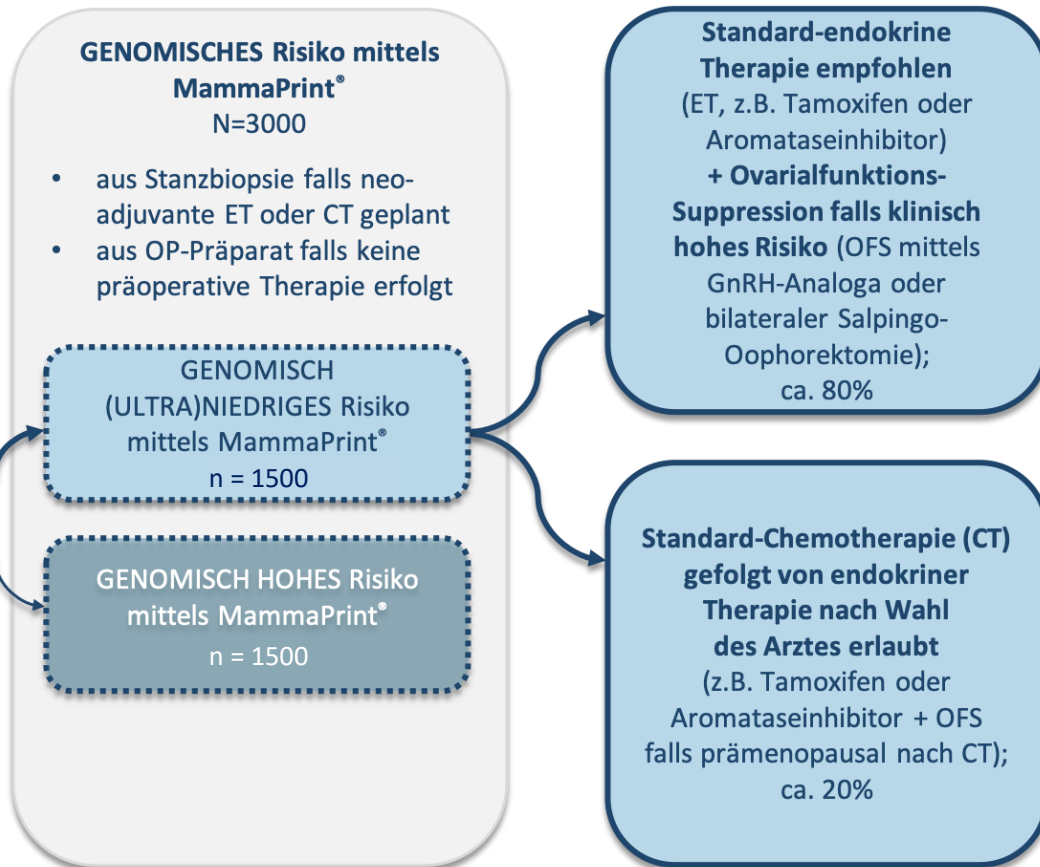 GENOMISCHES Risiko mittels
MammaPrint®
N=3000
• aus Stanzbiopsie falls neo-
adjuvante ET oder CT geplant
• aus OP-Präparat falls keine
präoperative Therapie erfolgt
GENOMISCH
(ULTRA)NIEDRIGES Risiko
mittels MammaPrint®
n = 1500
GENOMISCH HOHES Risiko
mittels MammaPrint®
n = 1500
Standard-endokrine
Therapie empfohlen
(ET, z.B. Tamoxifen oder
Aromataseinhibitor)
+ Ovarialfunktions-
Suppression falls klinisch
hohes Risiko (OFS mittels
GnRH-Analoga oder
bilateraler Salpingo-
Oophorektomie);
ca. 80%
Standard-Chemotherapie (CT)
gefolgt von endokriner
Therapie nach Wahl
des Arztes erlaubt
(z.B. Tamoxifen oder
Aromataseinhibitor + OFS
falls prämenopausal nach CT);
ca. 20%